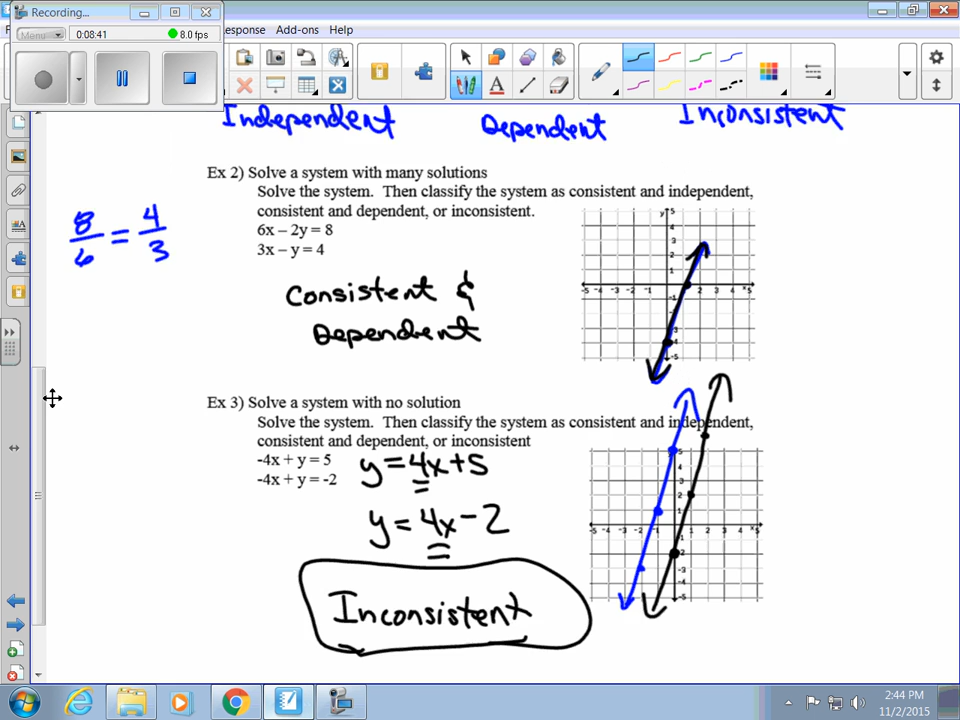 Recording...
Menu
0:08:41
8.0 fps
Response Add-ons Help
Independent Dependent Inconsistent
Ex 2) Solve a system with many solutions
Solve the system. Then classify the system as consistent and independent,
consistent and dependent, or inconsistent.
6x – 2y = 8
3x – y = 4
8/6 = 4/3
Consistent &
Dependent
Ex 3) Solve a system with no solution
Solve the system. Then classify the system as consistent and independent,
consistent and dependent, or inconsistent
-4x + y = 5
-4x + y = -2
y = 4x + 5
y = 4x - 2
Inconsistent
2:44 PM
11/2/2015